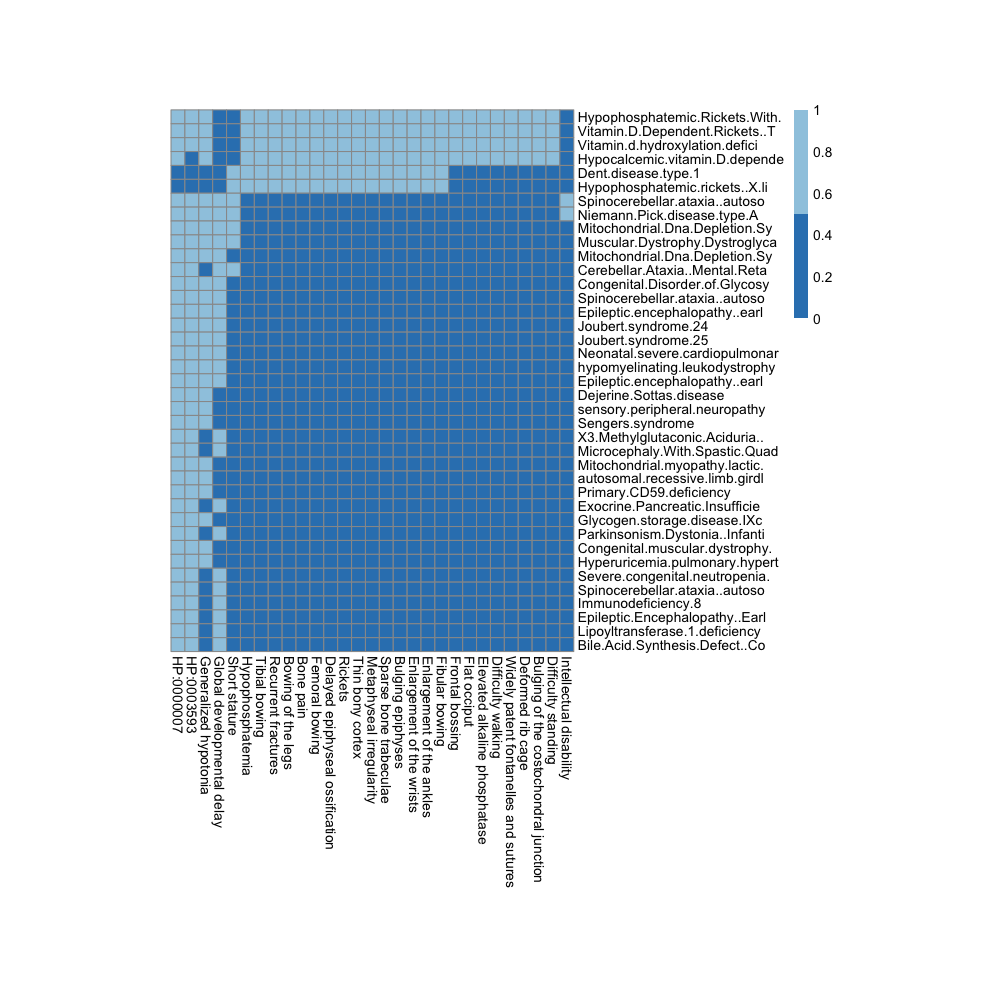 Hypophosphatemic.Rickets.With.
Vitamin.D.Dependent.Rickets..T
Vitamin.d.hydroxylation.defici
Hypocalcemic.vitamin.D.depende
Dent.disease.type.1
Hypophosphatemic.rickets..X.li
Spinocerebellar.ataxia..autoso
Niemann.Pick.disease.type.A
Mitochondrial.Dna.Depletion.Sy
Muscular.Dystrophy.Dystroglyca
Mitochondrial.Dna.Depletion.Sy
Cerebellar.Ataxia..Mental.Reta
Congenital.Disorder.of.Glycosy
Spinocerebellar.ataxia..autoso
Epileptic.encephalopathy..earl
Joubert.syndrome.24
Joubert.syndrome.25
Neonatal.severe.cardiopulmonar
hypomyelinating.leukodystrophy
Epileptic.encephalopathy..earl
Dejerine.Sottas.disease
sensory.peripheral.neuropathy
Sengers.syndrome
X3.Methylglutaconic.Aciduria..
Microcephaly.With.Spastic.Quad
Mitochondrial.myopathy.lactic.
autosomal.recessive.limb.girdl
Primary.CD59.deficiency
Exocrine.Pancreatic.Insufficie
Glycogen.storage.disease.IXc
Parkinsonism.Dystonia..Infanti
Congenital.muscular.dystrophy.
Hyperuricemia.pulmonary.hypert
Severe.congenital.neutropenia.
Spinocerebellar.ataxia..autoso
Immunodeficiency.8
Epileptic.Encephalopathy..Earl
Lipoyltransferase.1.deficiency
Bile.Acid.Synthesis.Defect..Co
1
0.8
0.6
0.4
0.2
0
HP:0000007
HP:0003593
Generalized hypotonia
Global developmental delay
Short stature
Hypophosphatemia
Tibial bowing
Recurrent fractures
Bowing of the legs
Bone pain
Femoral bowing
Delayed epiphyseal ossification
Rickets
Thin bony cortex
Metaphyseal irregularity
Sparse bone trabeculae
Bulging epiphyses
Enlargement of the wrists
Enlargement of the ankles
Fibular bowing
Frontal bossing
Flat occiput
Elevated alkaline phosphatase
Difficulty walking
Widely patent fontanelles and sutures
Deformed rib cage
Bulging of the costochondral junction
Difficulty standing
Intellectual disability